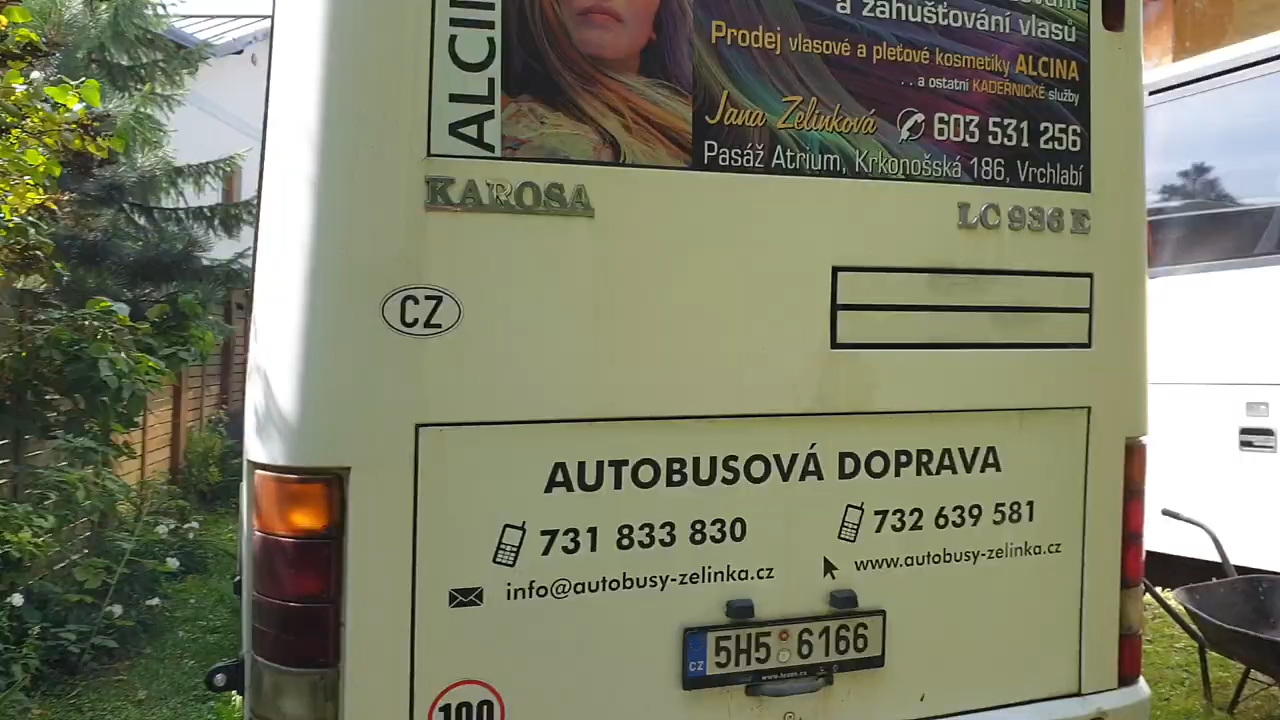 ALCIN
a zahušťování vlasů
Prodej vlasové a pleťové kosmetiky ALCINA
. . a ostatní KADEŘNICKÉ služby
Jana Zelinková
603 531 256
Pasáž Atrium, Krkonošská 186, Vrchlabí
KAROSA
LC 936 E
CZ
AUTOBUSOVÁ DOPRAVA
731 833 830
732 639 581
info@autobusy-zelinka.cz
www.autobusy-zelinka.cz
CZ 5H5 6166
100